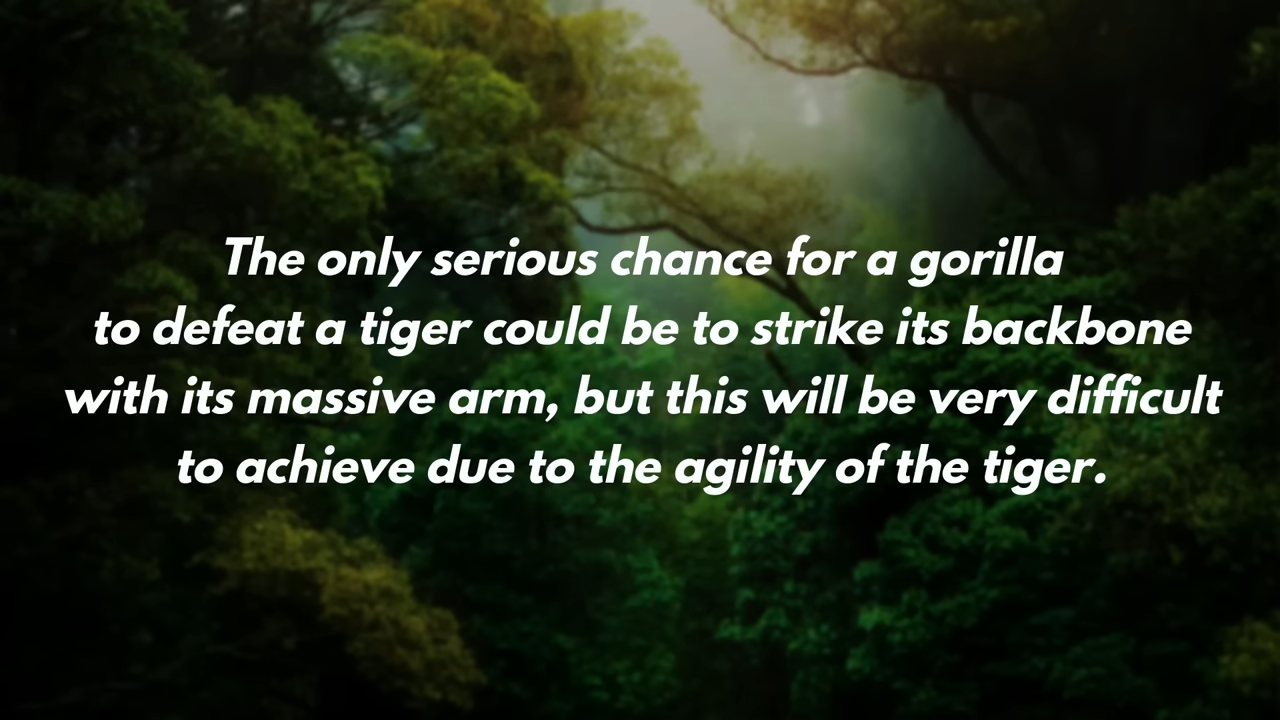 The only serious chance for a gorilla
to defeat a tiger could be to strike its backbone
with its massive arm, but this will be very difficult
to achieve due to the agility of the tiger.